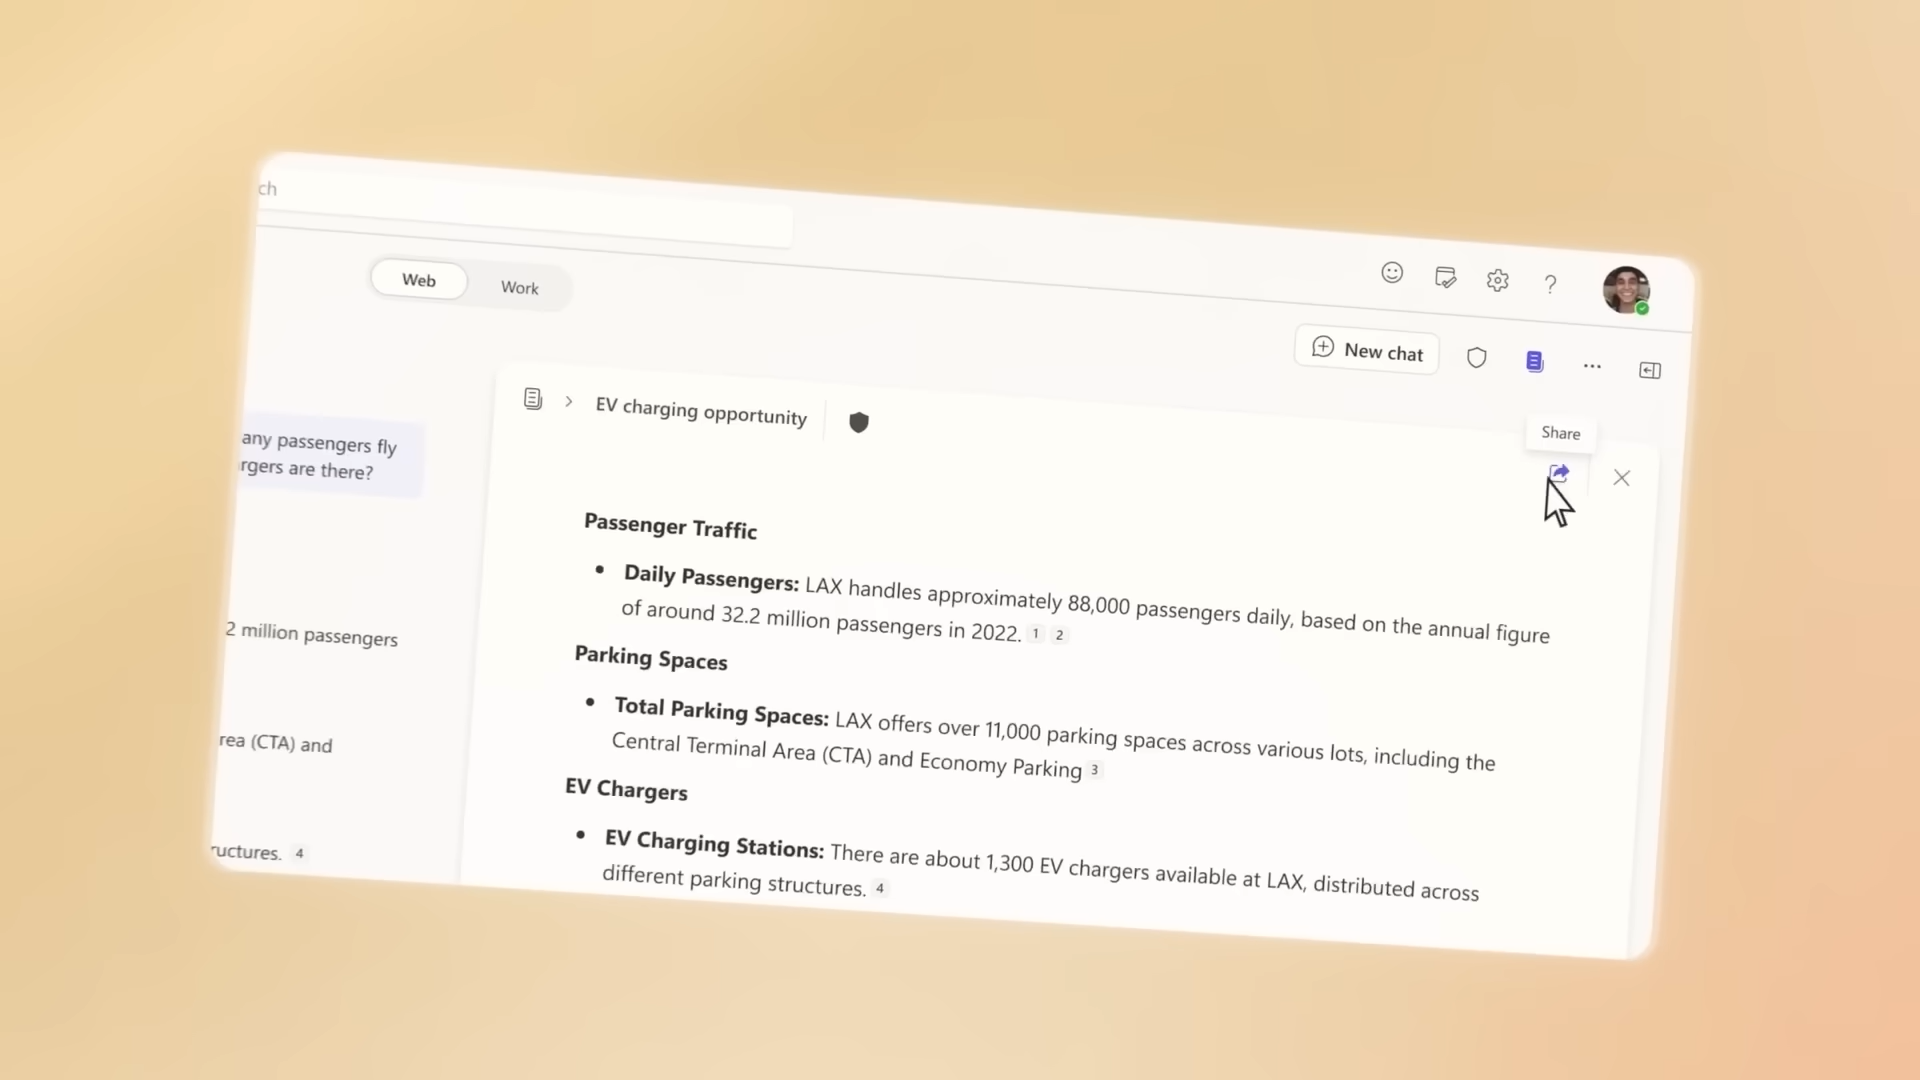 ch
Web
Work
New chat
EV charging opportunity
Share
any passengers fly
rgers are there?
2 million passengers
rea (CTA) and
ructures. 4
Passenger Traffic
• Daily Passengers: LAX handles approximately 88,000 passengers daily, based on the annual figure
of around 32.2 million passengers in 2022. 1 2
Parking Spaces
• Total Parking Spaces: LAX offers over 11,000 parking spaces across various lots, including the
Central Terminal Area (CTA) and Economy Parking 3
EV Chargers
• EV Charging Stations: There are about 1,300 EV chargers available at LAX, distributed across
different parking structures. 4